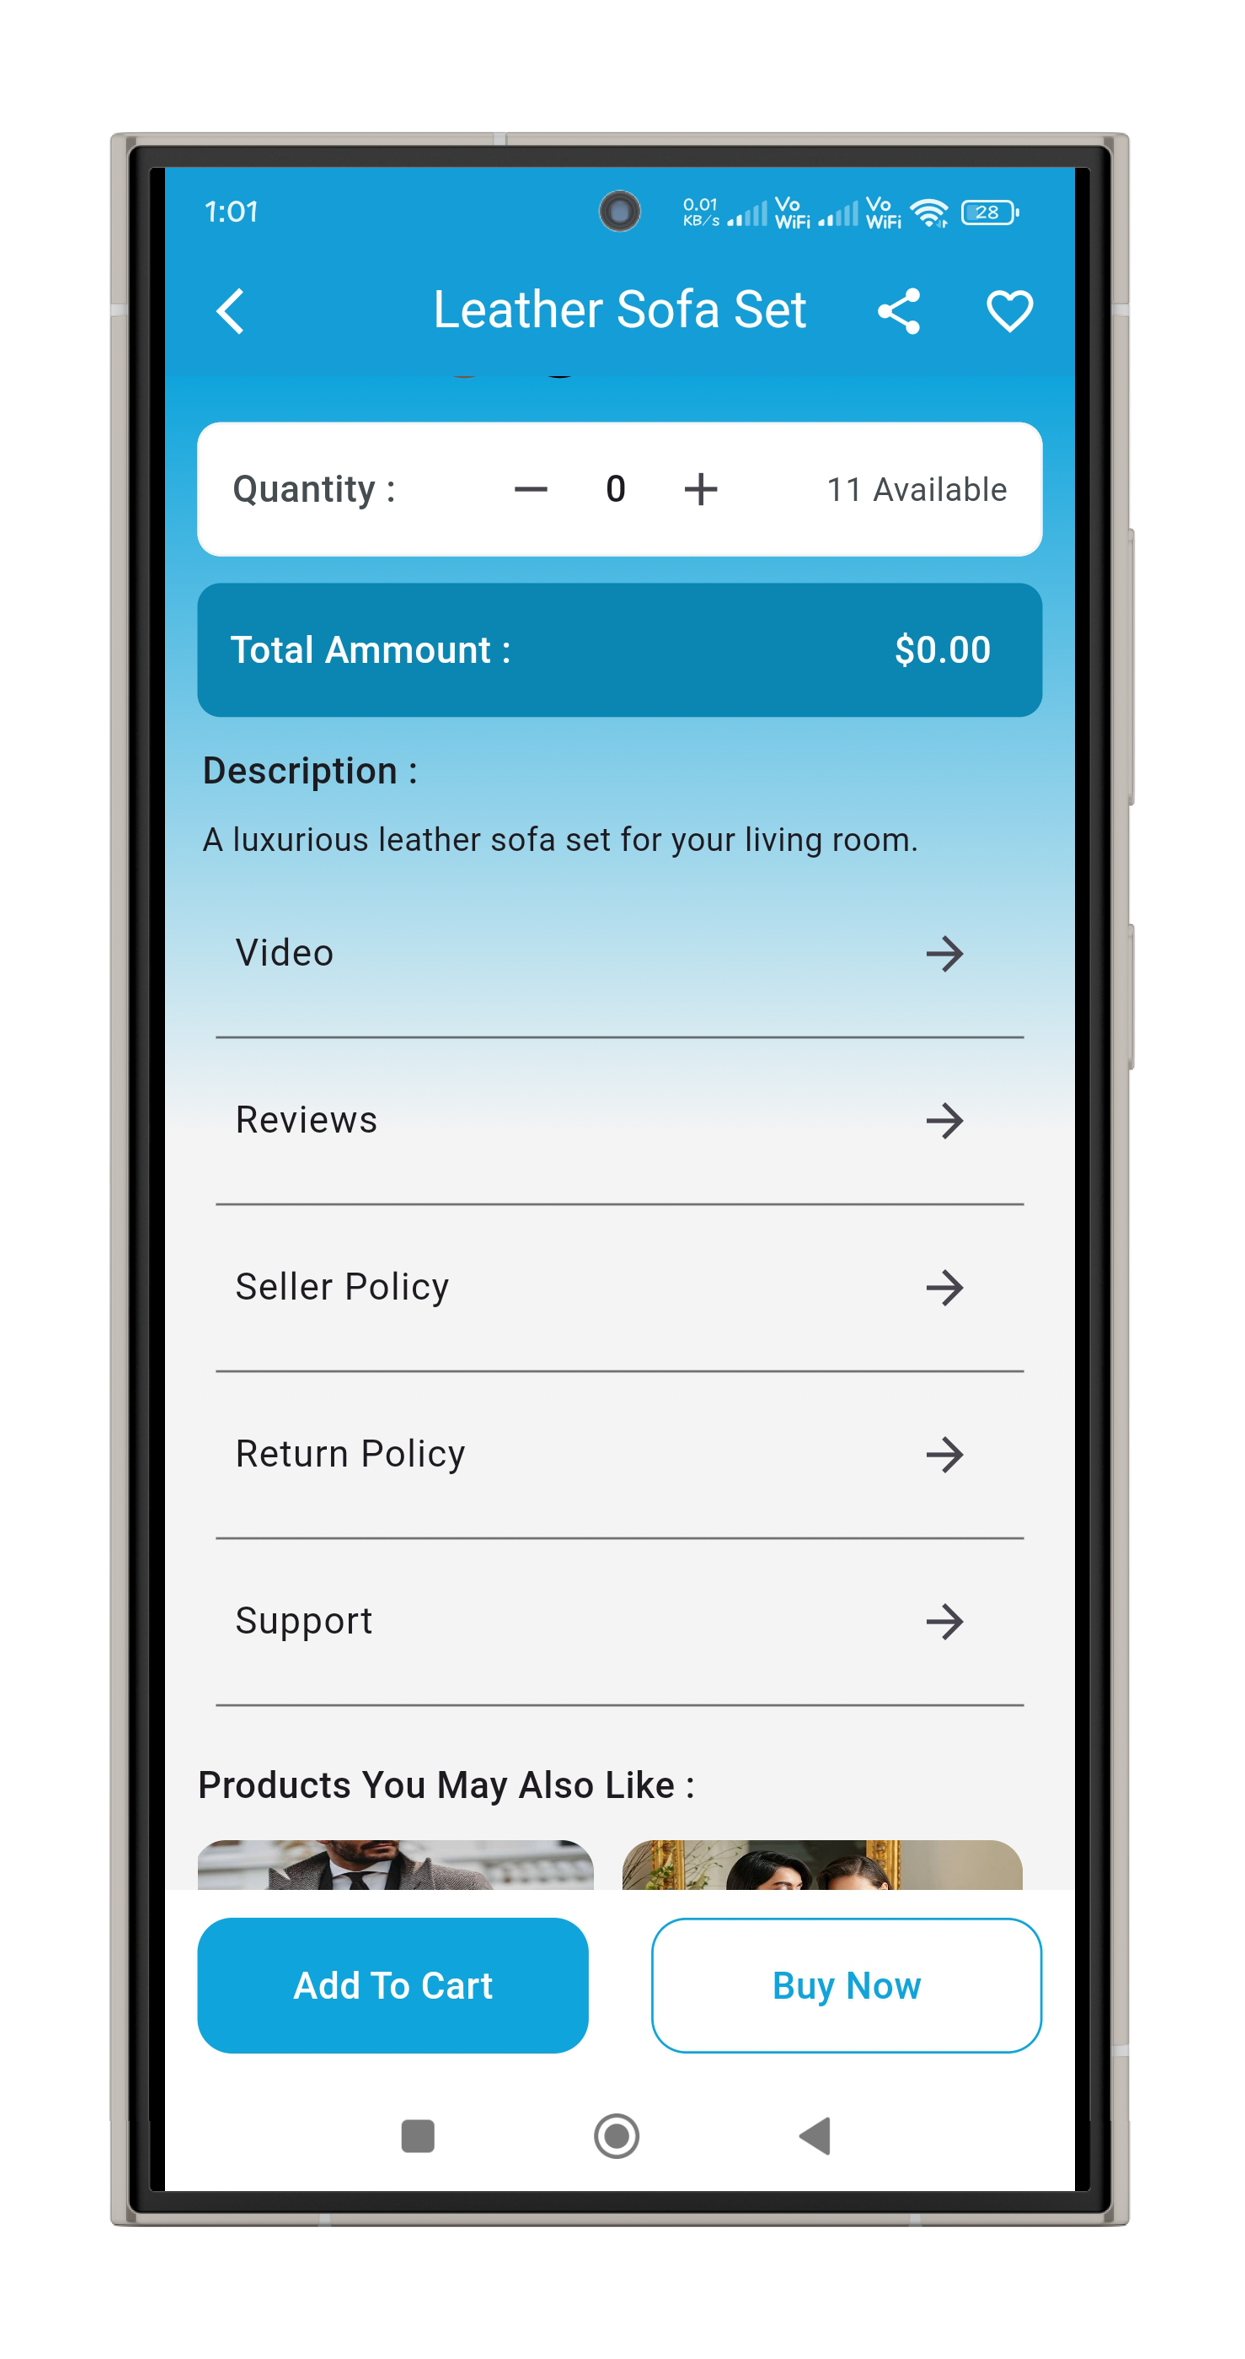 1:01 0.01 KB/s Vo WiFi Vo WiFi 28
Leather Sofa Set
Quantity : 0 11 Available
Total Ammount : $0.00
Description :
A luxurious leather sofa set for your living room.
Video
Reviews
Seller Policy
Return Policy
Support
Products You May Also Like :
Add To Cart Buy Now